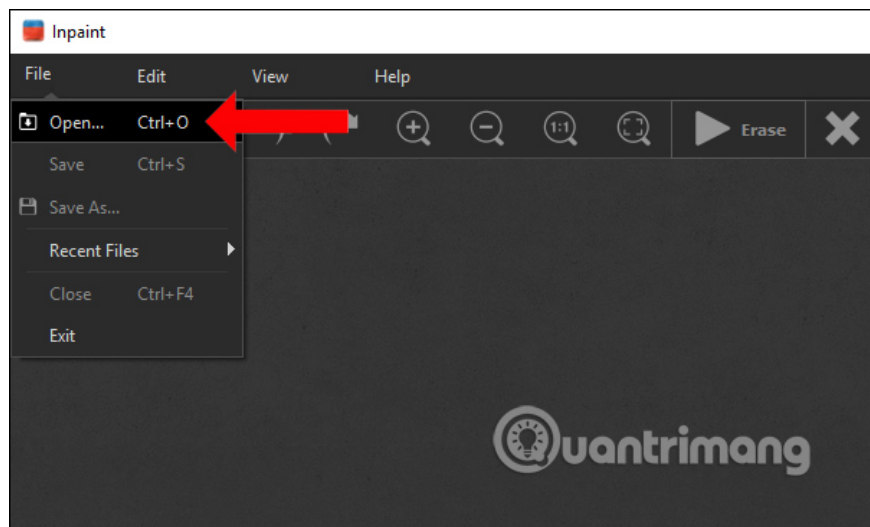 Inpaint
File Edit View Help
Open... Ctrl+O
1:1 Erase
Save Ctrl+S
Save As...
Recent Files
Close Ctrl+F4
Exit
Quantrimang